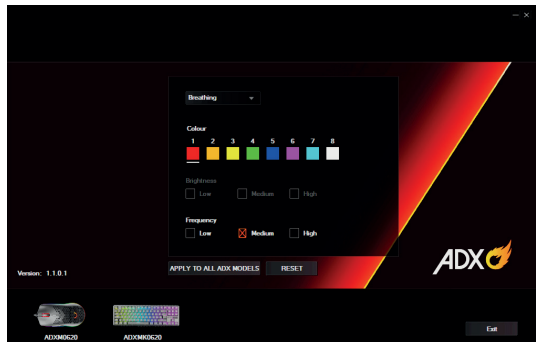 Breathing
Colour
1 2 3 4 5 6 7 8
Brightness
Low Medium High
Frequency
Low Medium High
APPLY TO ALL ADX MODELS RESET
ADX
Version: 1.1.0.1
ADXM0620 ADXMK0620
Exit